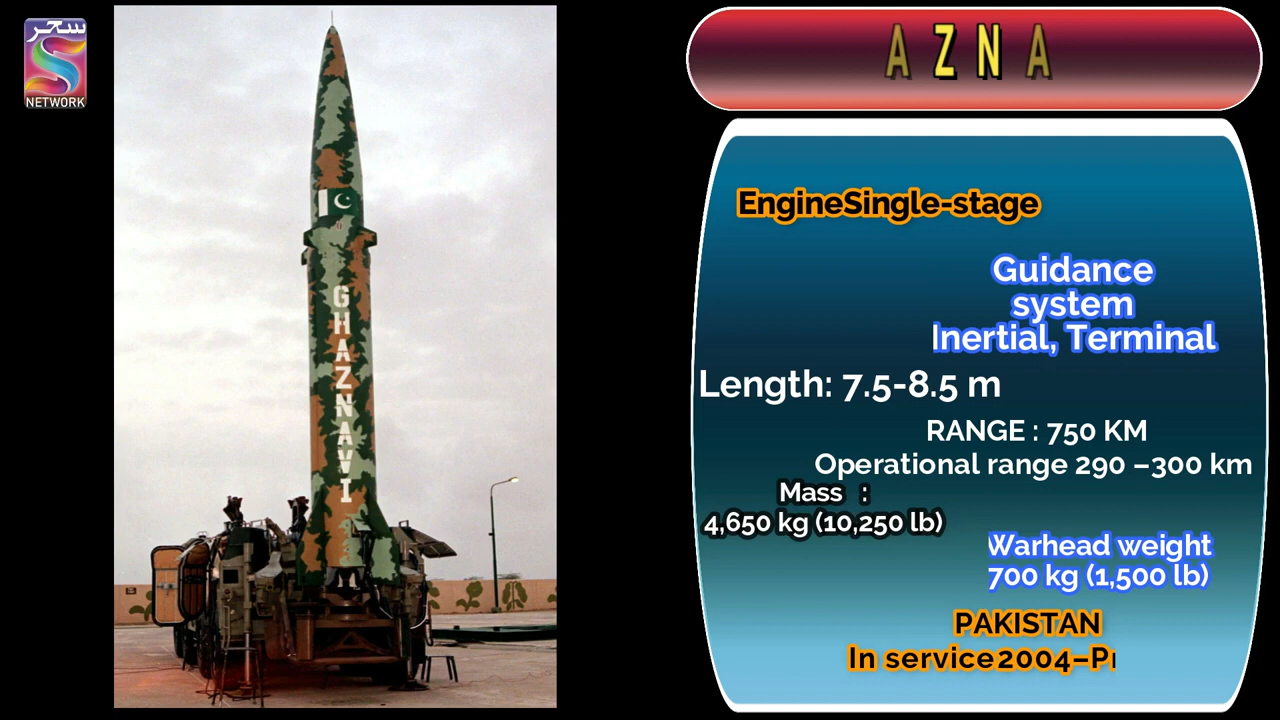 سحر
NETWORK
GHAZNAWI
A Z N A
EngineSingle-stage
Guidance
system
Inertial, Terminal
Length: 7.5-8.5 m
RANGE : 750 KM
Operational range 290 –300 km
Mass :
4,650 kg (10,250 lb)
Warhead weight
700 kg (1,500 lb)
PAKISTAN
In service2004–Pr